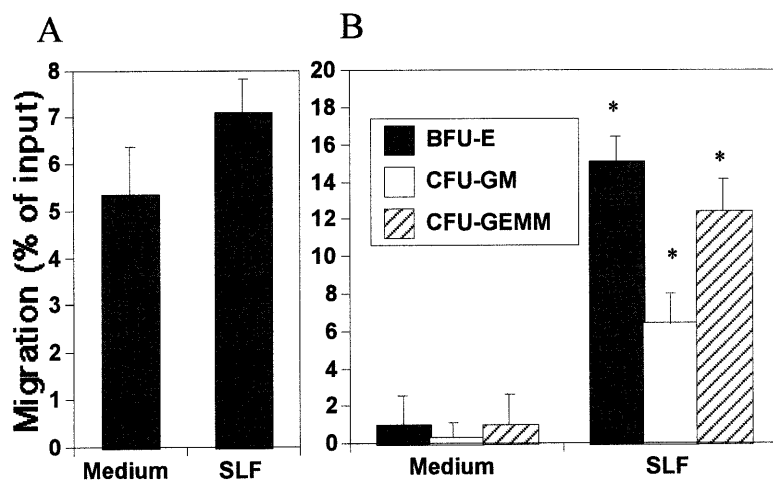 A
Migration (% of input)
8
7
6
5
4
3
2
1
0
Medium SLF
B
20
18
16
14
12
10
8
6
4
2
0
BFU-E
CFU-GM
CFU-GEMM
*
*
*
Medium SLF